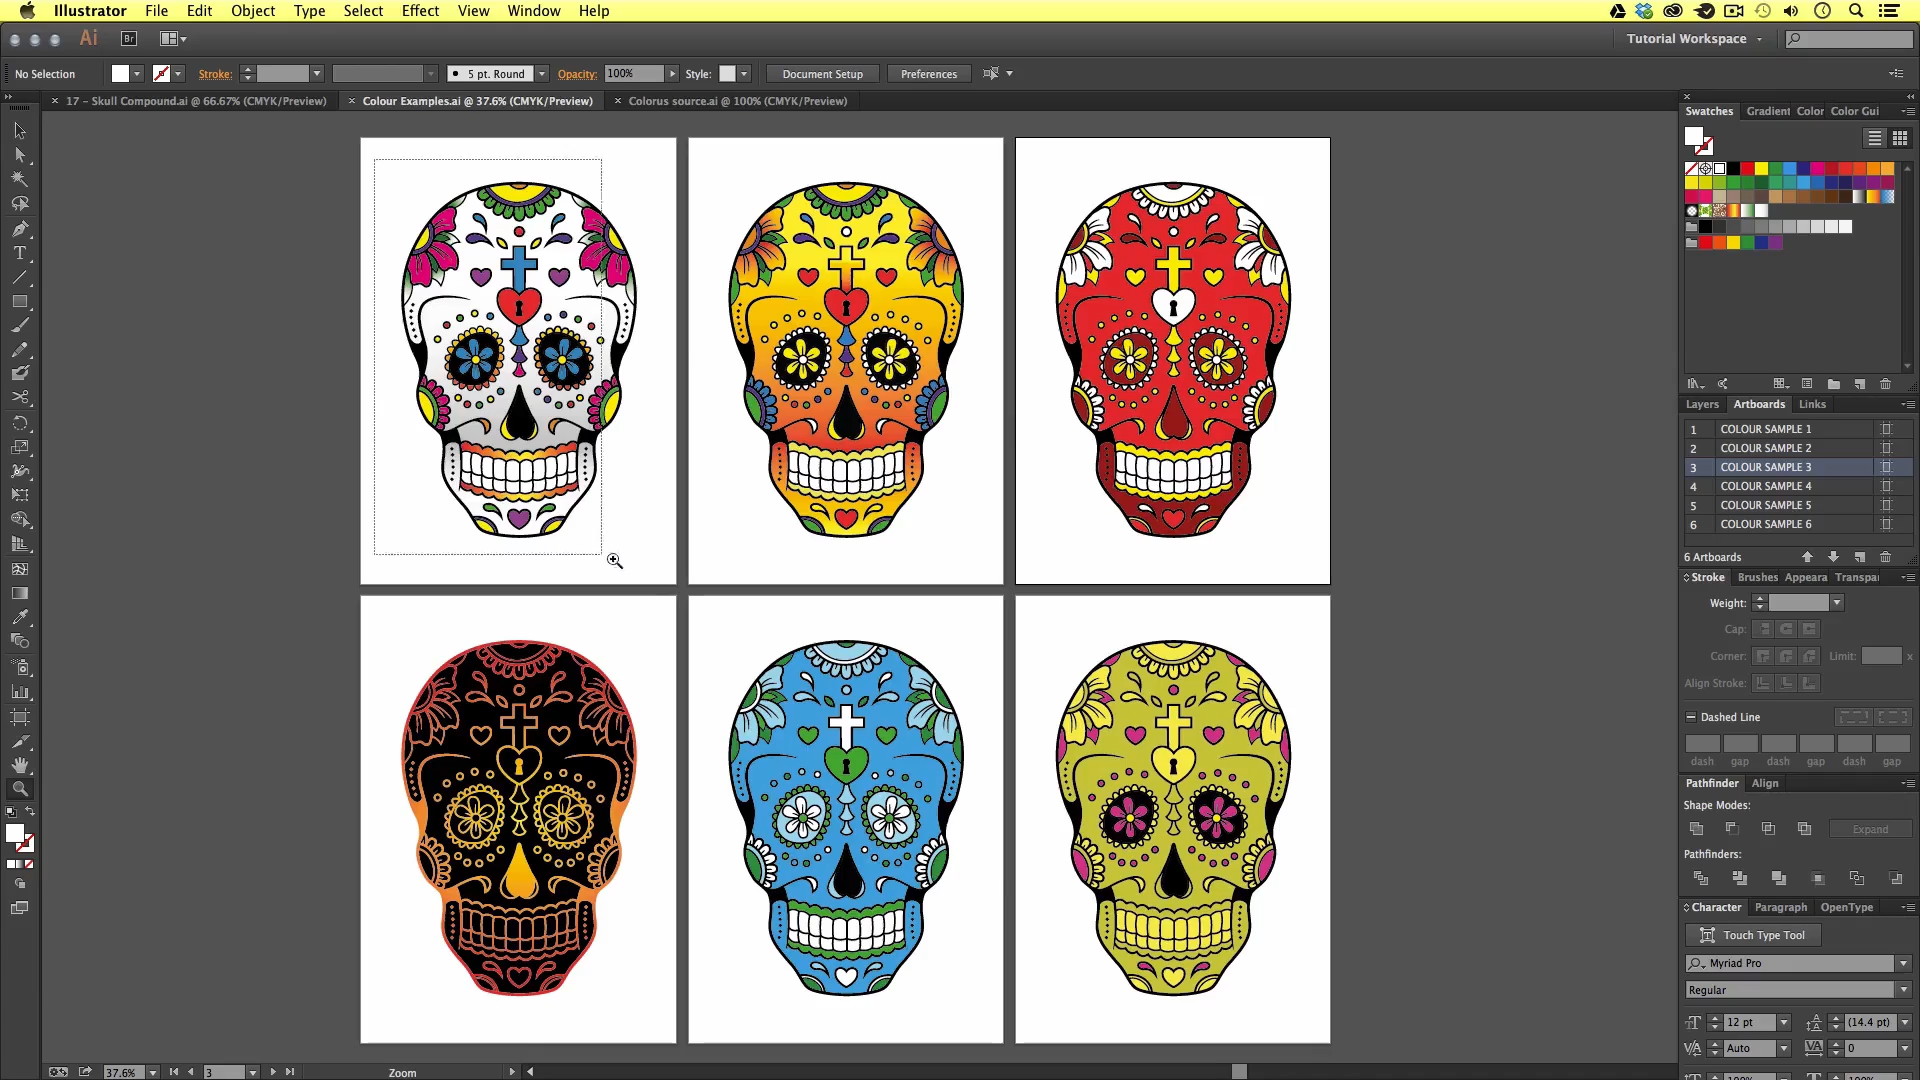 Illustrator File Edit Object Type Select Effect View Window Help
Ai Br Tutorial Workspace
No Selection Stroke: 5 pt. Round Opacity: 100% Style: Document Setup Preferences
17 - Skull Compound.ai @ 66.67% (CMYK/Preview) Colour Examples.ai @ 37.6% (CMYK/Preview) Colorus source.ai @ 100% (CMYK/Preview)
Swatches Gradient Color Color Gui
Layers Artboards Links
1 COLOUR SAMPLE 1
2 COLOUR SAMPLE 2
3 COLOUR SAMPLE 3
4 COLOUR SAMPLE 4
5 COLOUR SAMPLE 5
6 COLOUR SAMPLE 6
6 Artboards
Stroke Brushes Appeara Transpai
Weight:
Cap:
Corner: Limit: x
Align Stroke:
Dashed Line
dash gap dash gap dash gap
Pathfinder Align
Shape Modes:
Expand
Pathfinders:
Character Paragraph OpenType
Touch Type Tool
Myriad Pro
Regular
12 pt (14.4 pt)
Auto 0
37.6% 3 Zoom